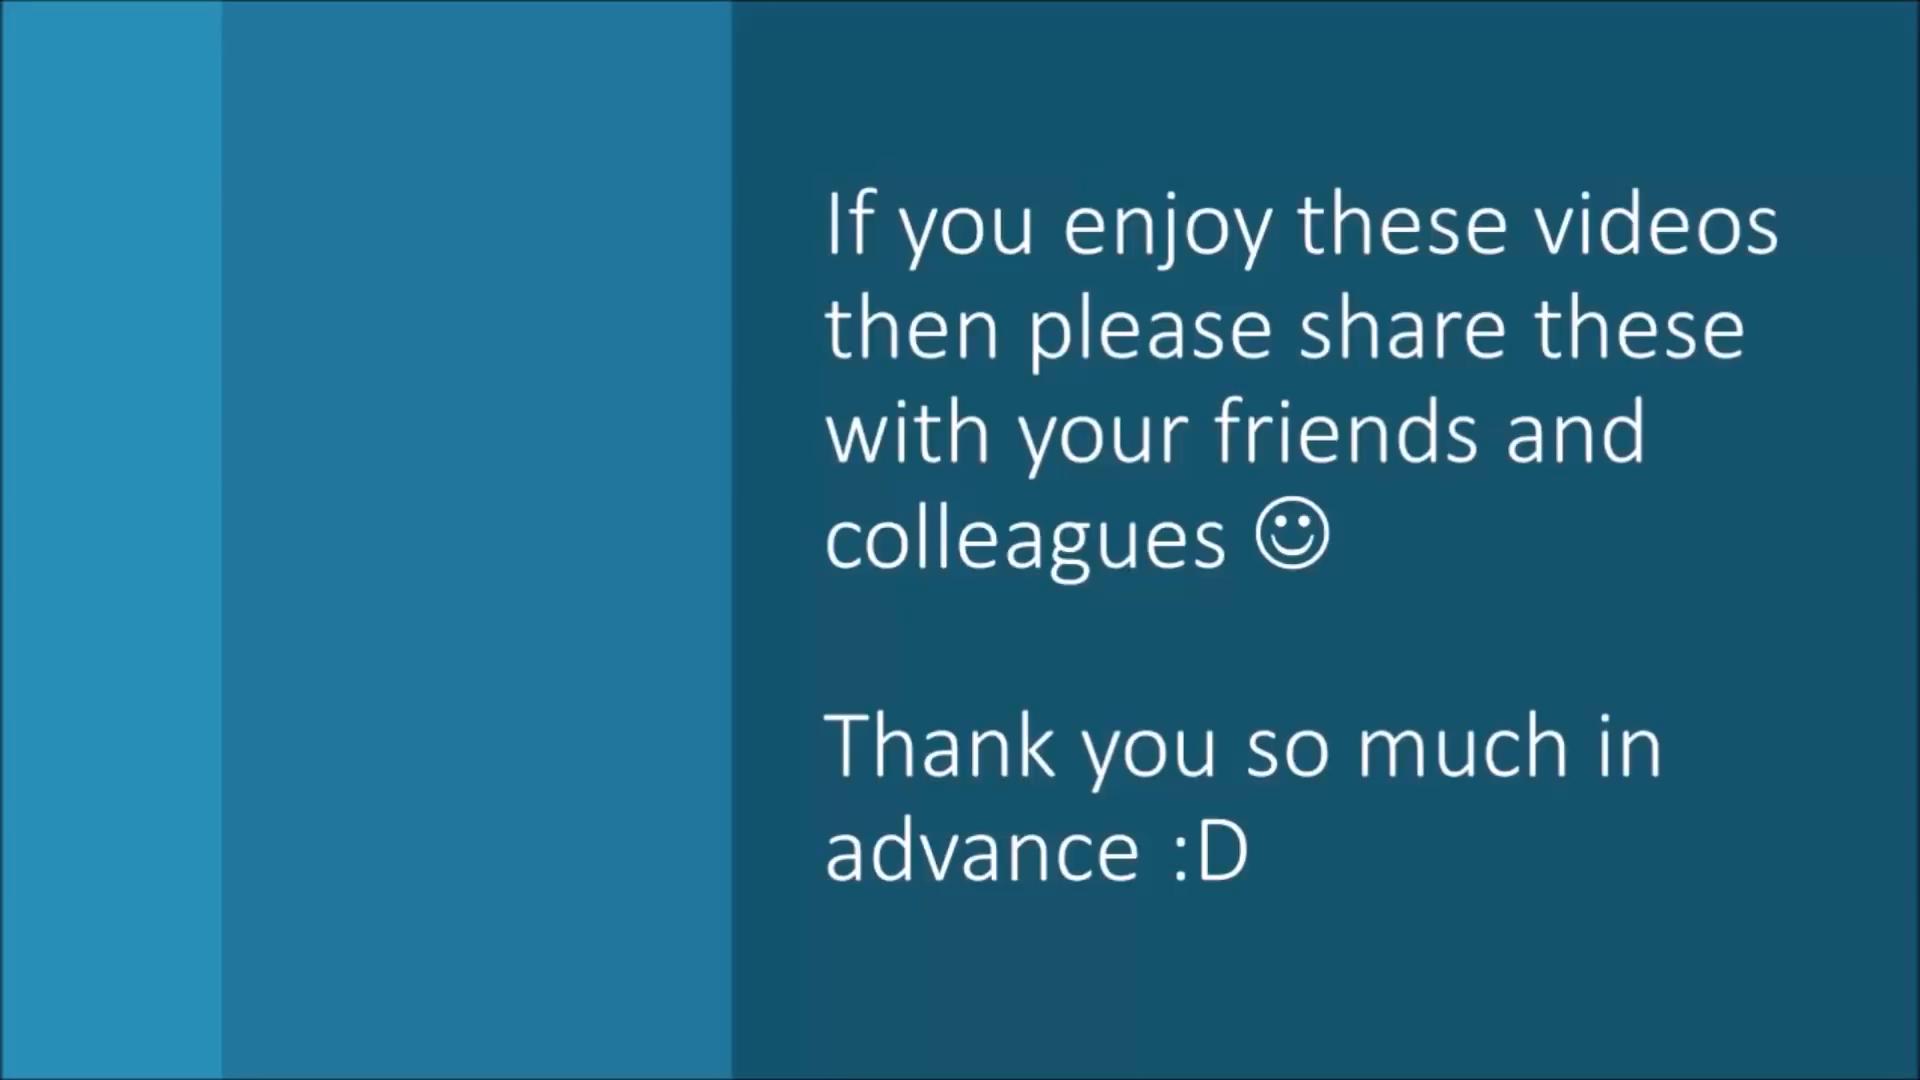 If you enjoy these videos
then please share these
with your friends and
colleagues ☺
Thank you so much in
advance :D